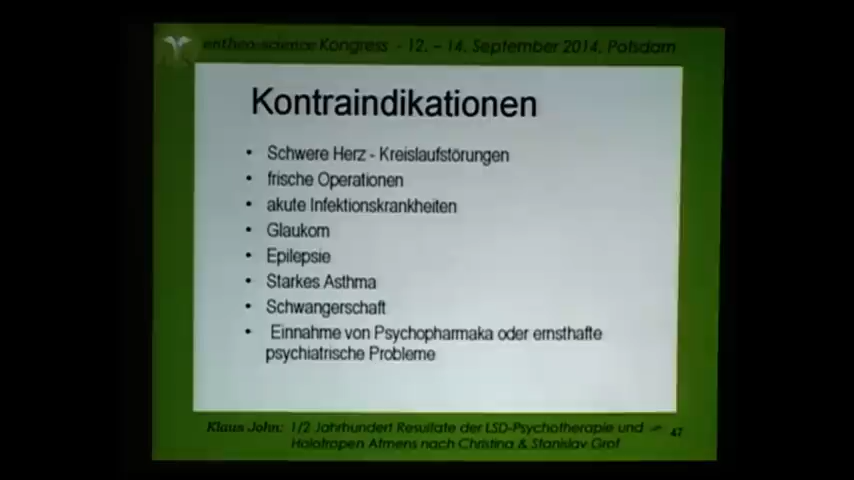 entheo-science Kongress - 12. – 14. September 2014, Potsdam
Kontraindikationen
• Schwere Herz - Kreislaufstörungen
• frische Operationen
• akute Infektionskrankheiten
• Glaukom
• Epilepsie
• Starkes Asthma
• Schwangerschaft
• Einnahme von Psychopharmaka oder ernsthafte
psychiatrische Probleme
Klaus John: 1/2 Jahrhundert Resultate der LSD-Psychotherapie und 47
Holotropen Atmens nach Christina & Stanislav Grof